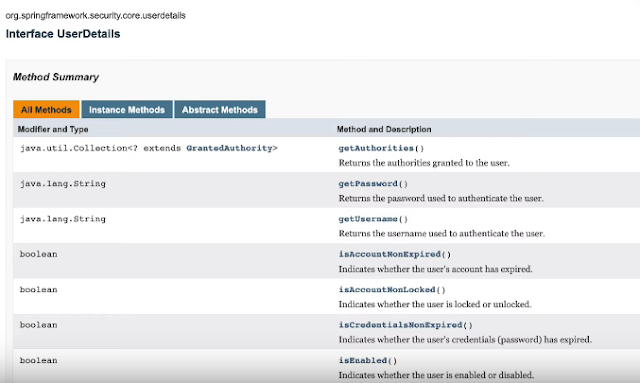 org.springframework.security.core.userdetails
Interface UserDetails
Method Summary
All Methods Instance Methods Abstract Methods
Modifier and Type Method and Description
java.util.Collection<? extends GrantedAuthority> getAuthorities()
Returns the authorities granted to the user.
java.lang.String getPassword()
Returns the password used to authenticate the user.
java.lang.String getUsername()
Returns the username used to authenticate the user.
boolean isAccountNonExpired()
Indicates whether the user's account has expired.
boolean isAccountNonLocked()
Indicates whether the user is locked or unlocked.
boolean isCredentialsNonExpired()
Indicates whether the user's credentials (password) has expired.
boolean isEnabled()
Indicates whether the user is enabled or disabled.